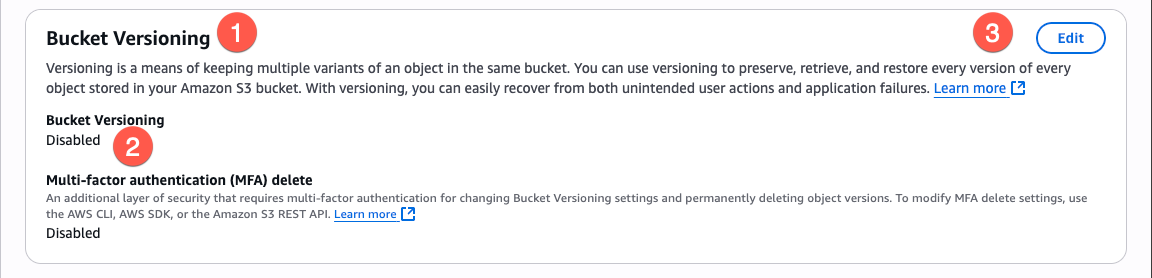 Bucket Versioning 1 3 Edit
Versioning is a means of keeping multiple variants of an object in the same bucket. You can use versioning to preserve, retrieve, and restore every version of every
object stored in your Amazon S3 bucket. With versioning, you can easily recover from both unintended user actions and application failures. Learn more
Bucket Versioning
Disabled 2
Multi-factor authentication (MFA) delete
An additional layer of security that requires multi-factor authentication for changing Bucket Versioning settings and permanently deleting object versions. To modify MFA delete settings, use
the AWS CLI, AWS SDK, or the Amazon S3 REST API. Learn more
Disabled